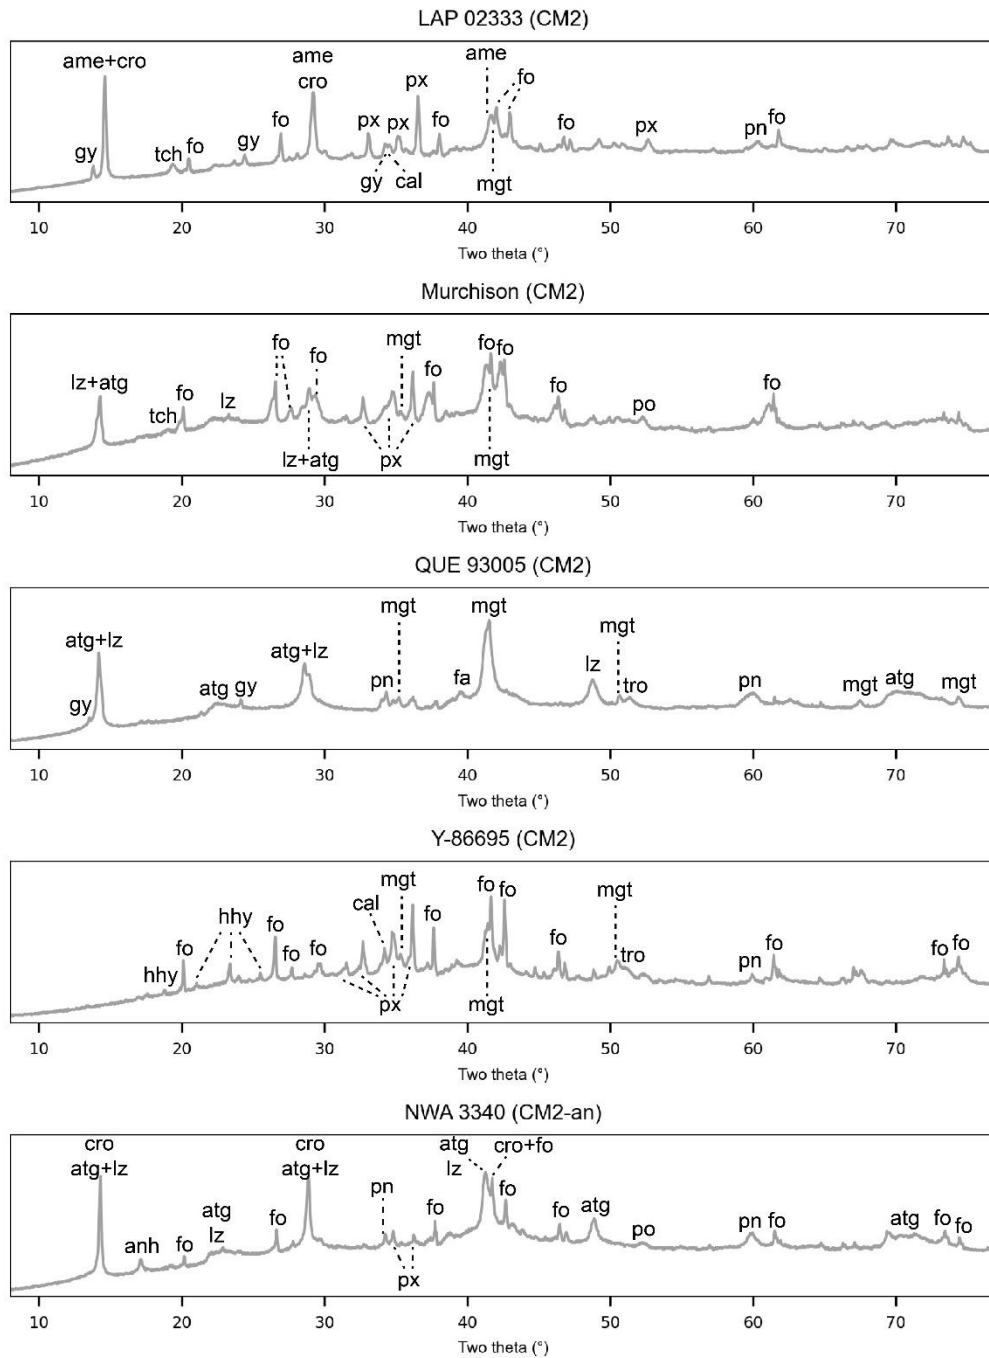 LAP 02333 (CM2)
ame+cro
ame
cro
ame
px
fo
gy
tch
fo
gy
fo
px
px
fo
gy
cal
mgt
fo
px
pn
fo
10 20 30 40 50 60 70
Two theta (°)
Murchison (CM2)
lz+atg
tch
fo
lz
fo
fo
lz+atg
mgt
px
fo
fo
mgt
fo
po
fo
10 20 30 40 50 60 70
Two theta (°)
QUE 93005 (CM2)
atg+lz
gy
atg
gy
atg+lz
pn
mgt
fa
mgt
lz
mgt
tro
pn
mgt
atg
mgt
10 20 30 40 50 60 70
Two theta (°)
Y-86695 (CM2)
hhy
fo
hhy
fo
fo
fo
cal
mgt
px
fo
fo
fo
mgt
fo
mgt
tro
pn
fo
fo
fo
10 20 30 40 50 60 70
Two theta (°)
NWA 3340 (CM2-an)
cro
atg+lz
anh
fo
atg
lz
fo
cro
atg+lz
pn
px
fo
atg
lz
cro+fo
fo
fo
atg
po
pn
fo
atg
fo
fo
10 20 30 40 50 60 70
Two theta (°)